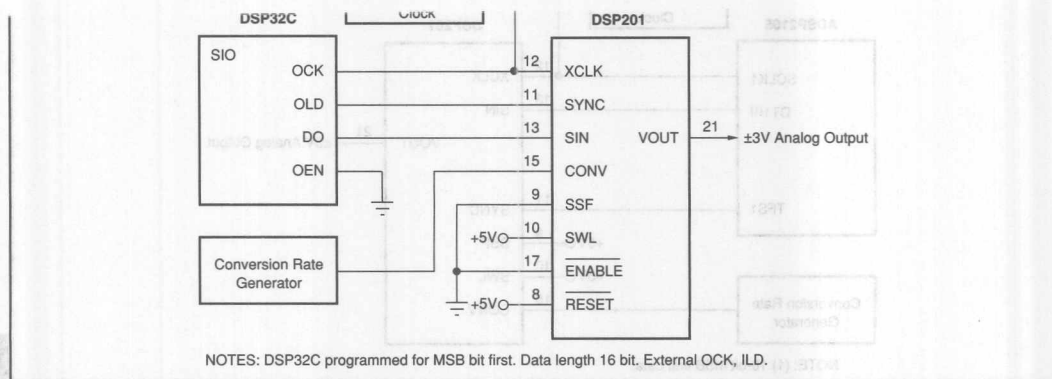 DSP32C
Clock
DSP201
SIO
OCK
12
XCLK
OLD
11
SYNC
DO
13
SIN
VOUT
21
±3V Analog Output
OEN
15
CONV
9
SSF
+5V
10
SWL
17
ENABLE
+5V
8
RESET
Conversion Rate
Generator
NOTES: DSP32C programmed for MSB bit first. Data length 16 bit. External OCK, ILD.